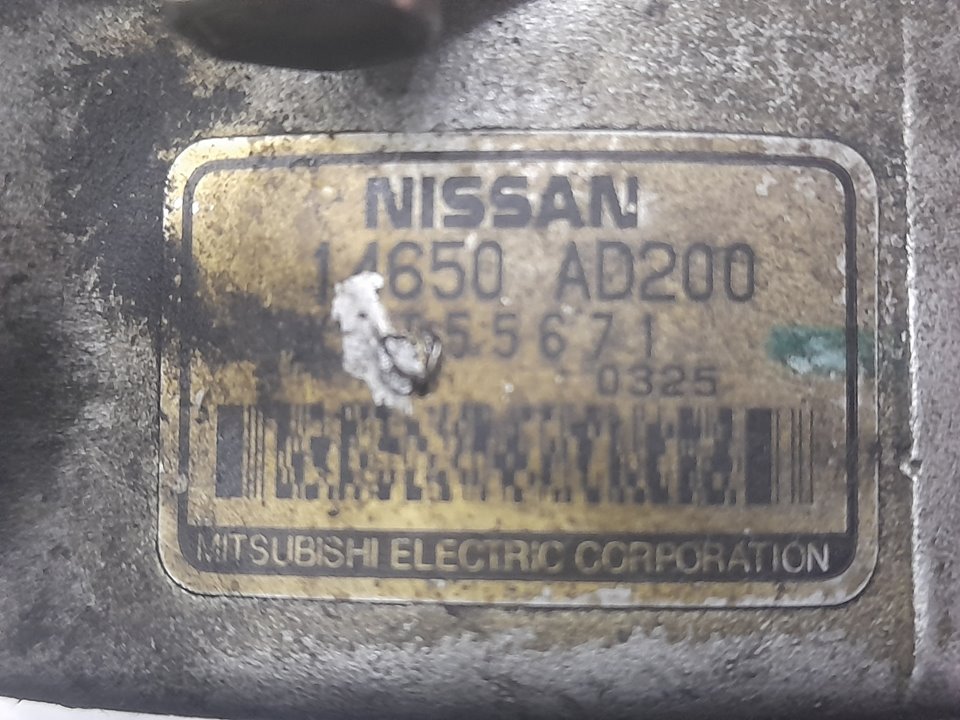 NISSAN
14650 AD200
55671
0325
MITSUBISHI ELECTRIC CORPORATION